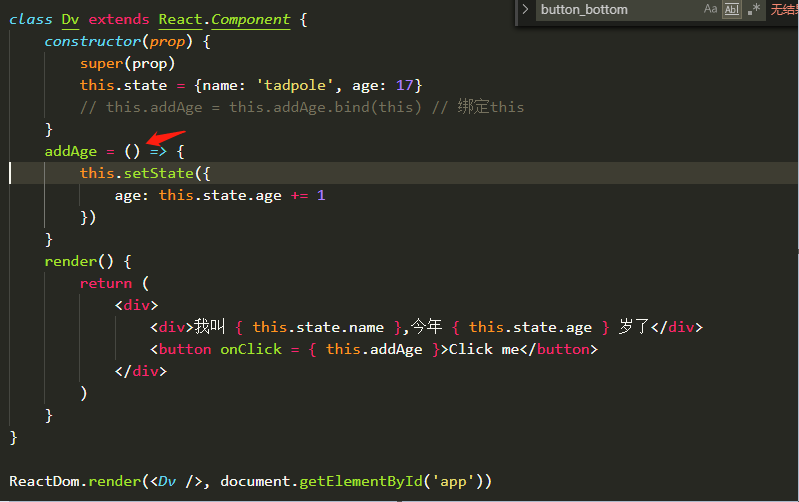 class Dv extends React.Component {
button_bottom Aa Abl .* 无结果
constructor(prop) {
super(prop)
this.state = {name: 'tadpole', age: 17}
// this.addAge = this.addAge.bind(this) // 绑定this
}
addAge = () => {
this.setState({
age: this.state.age += 1
})
}
render() {
return (
<div>
<div>我叫 { this.state.name },今年 { this.state.age } 岁了</div>
<button onClick = { this.addAge }>Click me</button>
</div>
)
}
}
ReactDom.render(<Dv />, document.getElementById('app'))